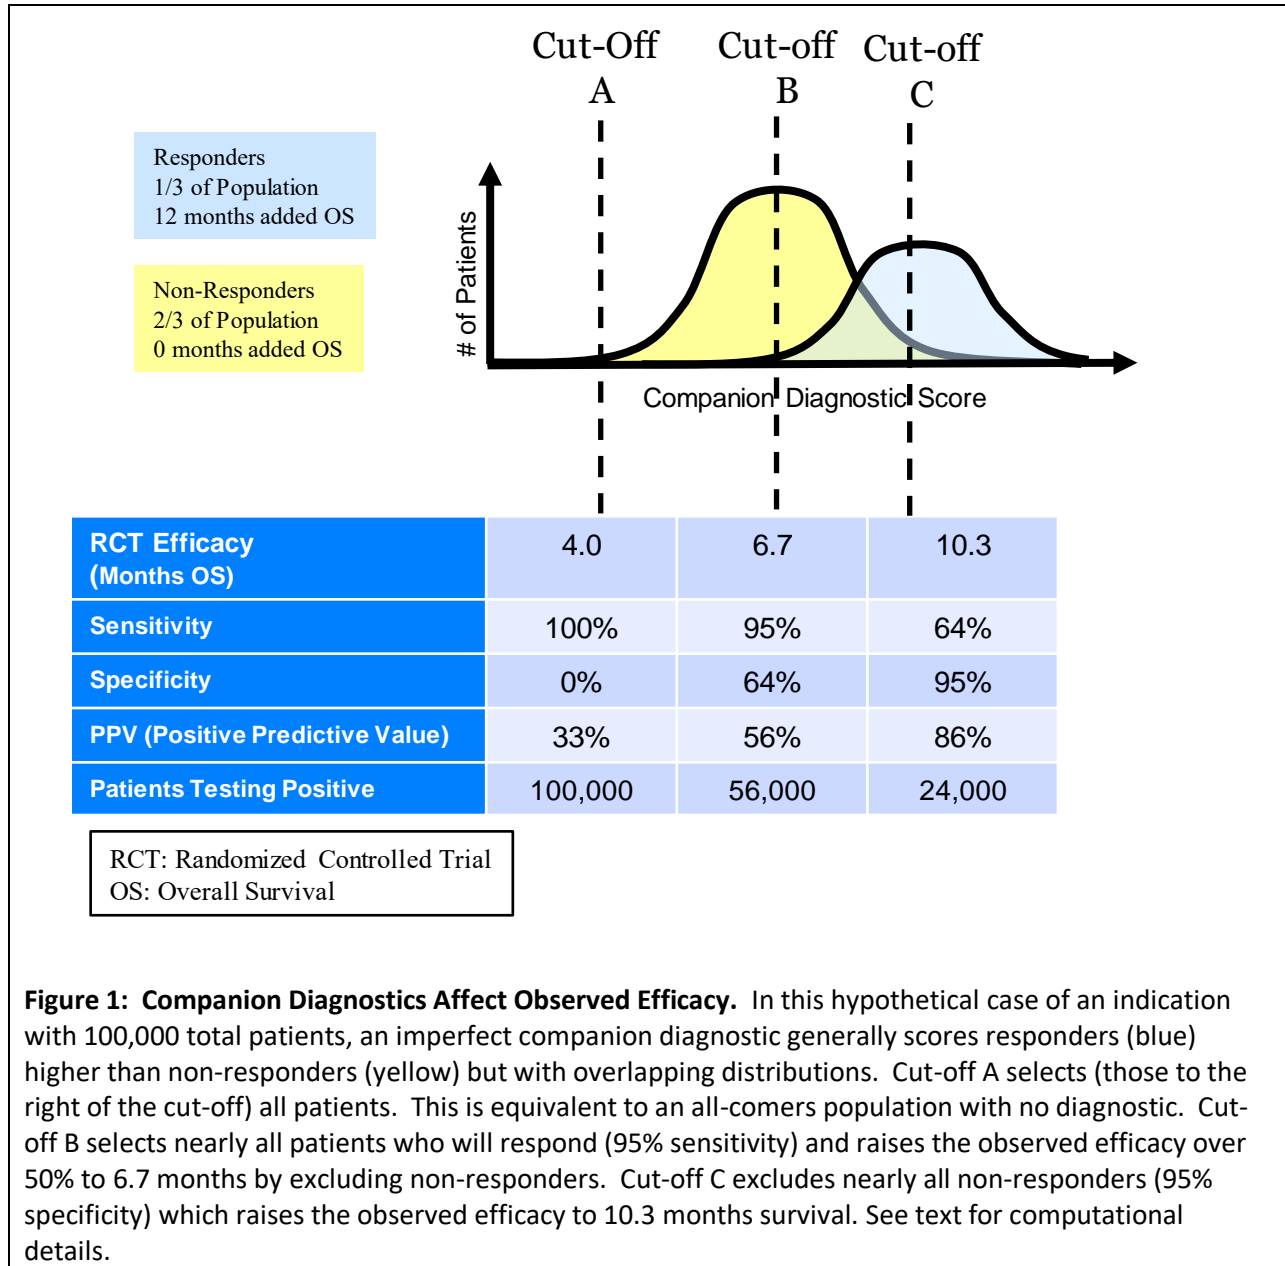 Cut-Off
A
Cut-off
B
Cut-off
C
Responders
1/3 of Population
12 months added OS
Non-Responders
2/3 of Population
0 months added OS
# of Patients
Companion Diagnostic Score
RCT Efficacy
(Months OS)
4.0
6.7
10.3
Sensitivity
100%
95%
64%
Specificity
0%
64%
95%
PPV (Positive Predictive Value)
33%
56%
86%
Patients Testing Positive
100,000
56,000
24,000
RCT: Randomized Controlled Trial
OS: Overall Survival
Figure 1: Companion Diagnostics Affect Observed Efficacy. In this hypothetical case of an indication
with 100,000 total patients, an imperfect companion diagnostic generally scores responders (blue)
higher than non-responders (yellow) but with overlapping distributions. Cut-off A selects (those to the
right of the cut-off) all patients. This is equivalent to an all-comers population with no diagnostic. Cut-
off B selects nearly all patients who will respond (95% sensitivity) and raises the observed efficacy over
50% to 6.7 months by excluding non-responders. Cut-off C excludes nearly all non-responders (95%
specificity) which raises the observed efficacy to 10.3 months survival. See text for computational
details.